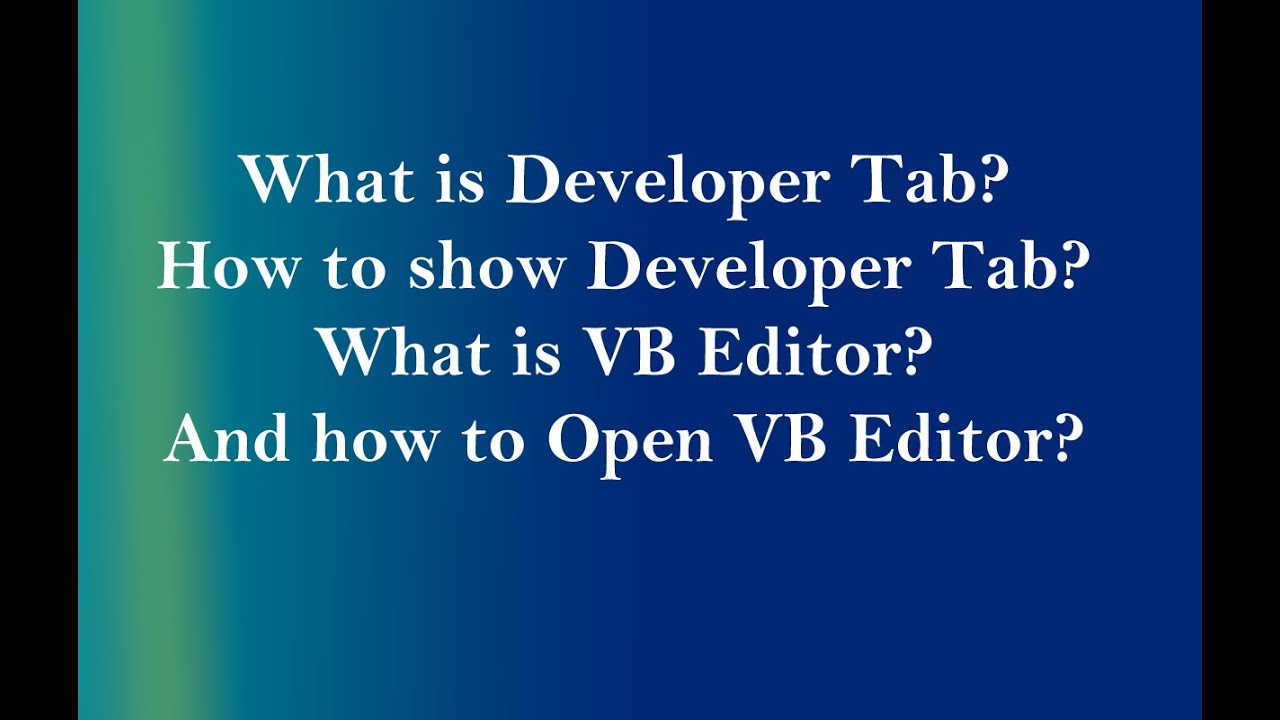 What is Developer Tab?
How to show Developer Tab?
What is VB Editor?
And how to Open VB Editor?